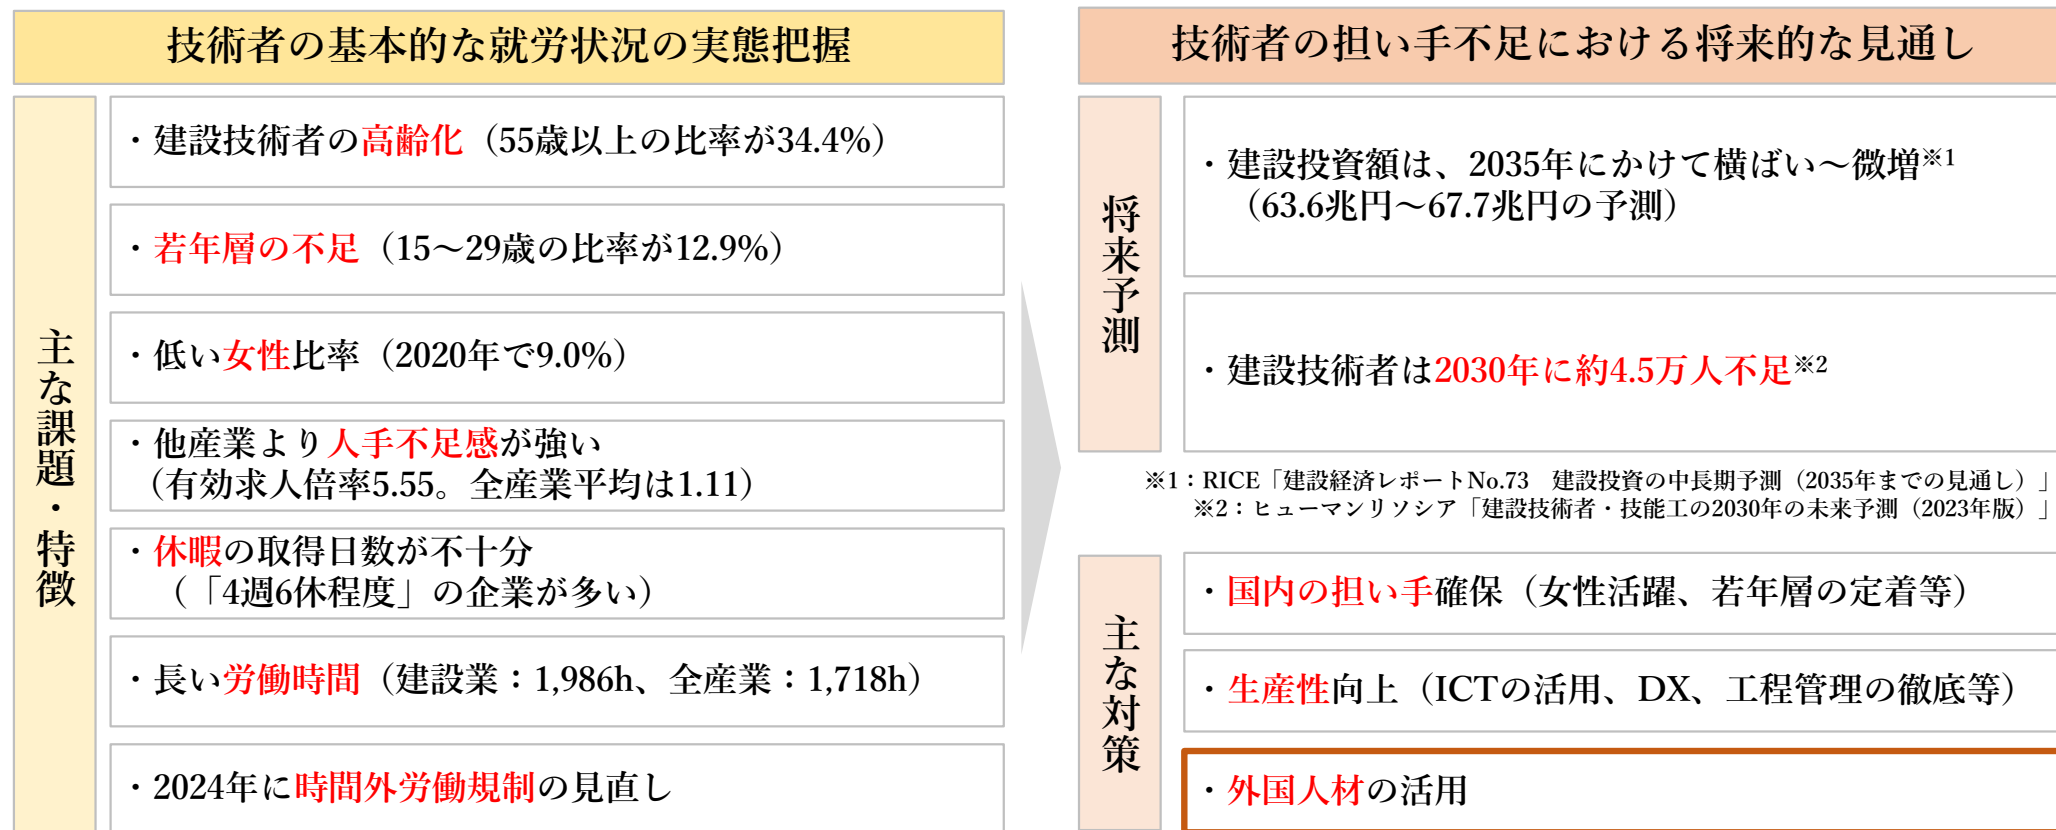 技術者の基本的な就労状況の実態把握
主な課題・特徴
・建設技術者の高齢化（55歳以上の比率が34.4%）
・若年層の不足（15～29歳の比率が12.9%）
・低い女性比率（2020年で9.0%）
・他産業より人手不足感が強い
（有効求人倍率5.55。全産業平均は1.11）
・休暇の取得日数が不十分
（「4週6休程度」の企業が多い）
・長い労働時間（建設業：1,986h、全産業：1,718h）
・2024年に時間外労働規制の見直し
技術者の担い手不足における将来的な見通し
将来予測
・建設投資額は、2035年にかけて横ばい～微増※1
（63.6兆円～67.7兆円の予測）
・建設技術者は2030年に約4.5万人不足※2
※1：RICE「建設経済レポートNo.73　建設投資の中長期予測（2035年までの見通し）」
※2：ヒューマンリソシア「建設技術者・技能工の2030年の未来予測（2023年版）」
主な対策
・国内の担い手確保（女性活躍、若年層の定着等）
・生産性向上（ICTの活用、DX、工程管理の徹底等）
・外国人材の活用